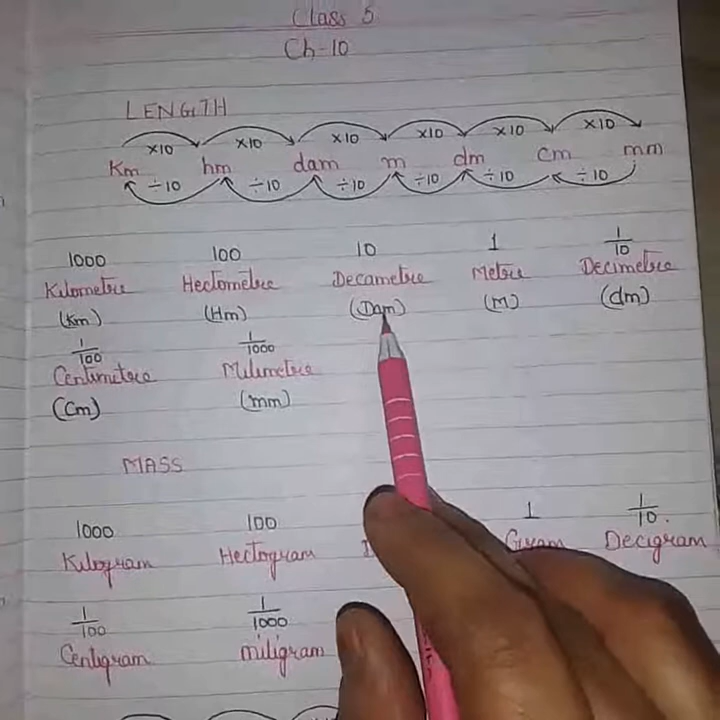 Class 5
Ch-10
LENGTH
×10 ×10 ×10 ×10 ×10 ×10
Km hm dam m dm Cm mm
÷10 ÷10 ÷10 ÷10 ÷10 ÷10
1000 100 10 1 1/10
Kilometre Hectometre Decametre Metre Decimetre
(Km) (Hm) (Dam) (M) (dm)
1/100 1/1000
Centimetre Milimetre
(Cm) (mm)
MASS
1000 100 1 1/10.
Kilogram Hectogram Gram Decigram
1/100 1/1000
Centigram miligram